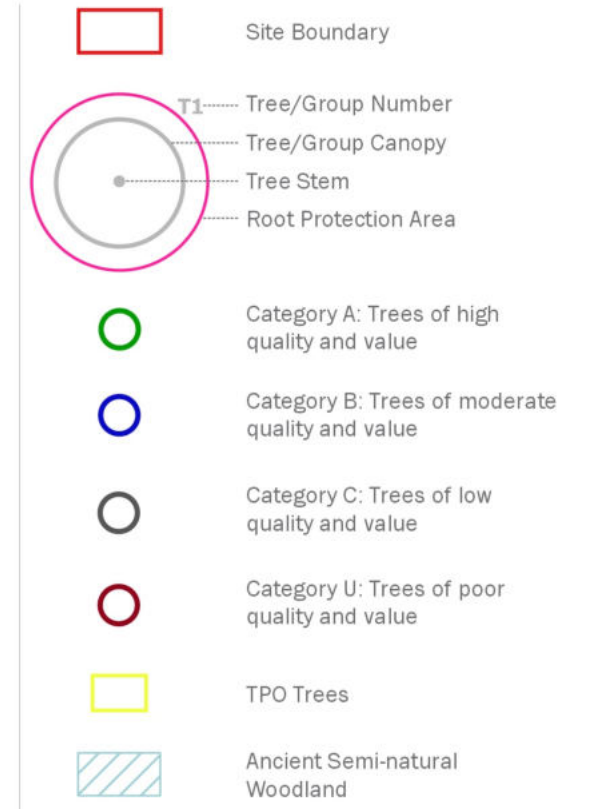 Site Boundary
T1
Tree/Group Number
Tree/Group Canopy
Tree Stem
Root Protection Area
Category A: Trees of high
quality and value
Category B: Trees of moderate
quality and value
Category C: Trees of low
quality and value
Category U: Trees of poor
quality and value
TPO Trees
Ancient Semi-natural
Woodland